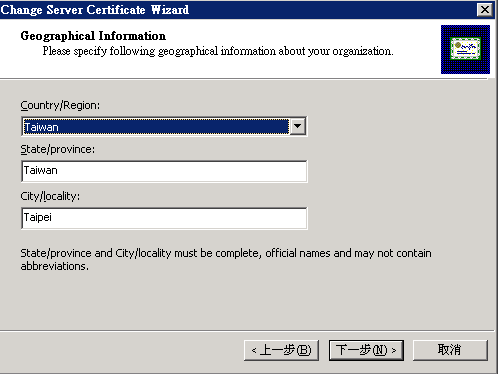 Change Server Certificate Wizard
Geographical Information
Please specify following geographical information about your organization.
Country/Region:
Taiwan
State/province:
Taiwan
City/locality:
Taipei
State/province and City/locality must be complete, official names and may not contain
abbreviations.
<上一步(B) 下一步(N)> 取消